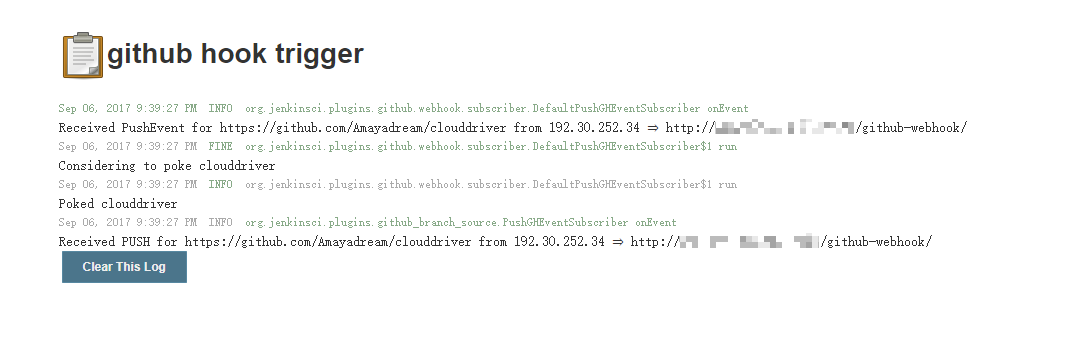 github hook trigger
Sep 06, 2017 9:39:27 PM INFO org.jenkinsci.plugins.github.webhook.subscriber.DefaultPushGHEventSubscriber onEvent
Received PushEvent for https://github.com/Amayadream/clouddriver from 192.30.252.34 ⇒ http:// /github-webhook/
Sep 06, 2017 9:39:27 PM FINE org.jenkinsci.plugins.github.webhook.subscriber.DefaultPushGHEventSubscriber$1 run
Considering to poke clouddriver
Sep 06, 2017 9:39:27 PM INFO org.jenkinsci.plugins.github.webhook.subscriber.DefaultPushGHEventSubscriber$1 run
Poked clouddriver
Sep 06, 2017 9:39:27 PM INFO org.jenkinsci.plugins.github_branch_source.PushGHEventSubscriber onEvent
Received PUSH for https://github.com/Amayadream/clouddriver from 192.30.252.34 ⇒ http:// /github-webhook/
Clear This Log